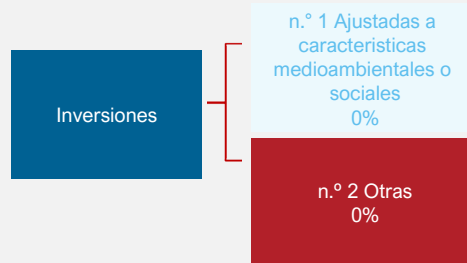 n.° 1 Ajustadas a
caracteristicas
medioambientales o
sociales
0%
Inversiones
n.º 2 Otras
0%